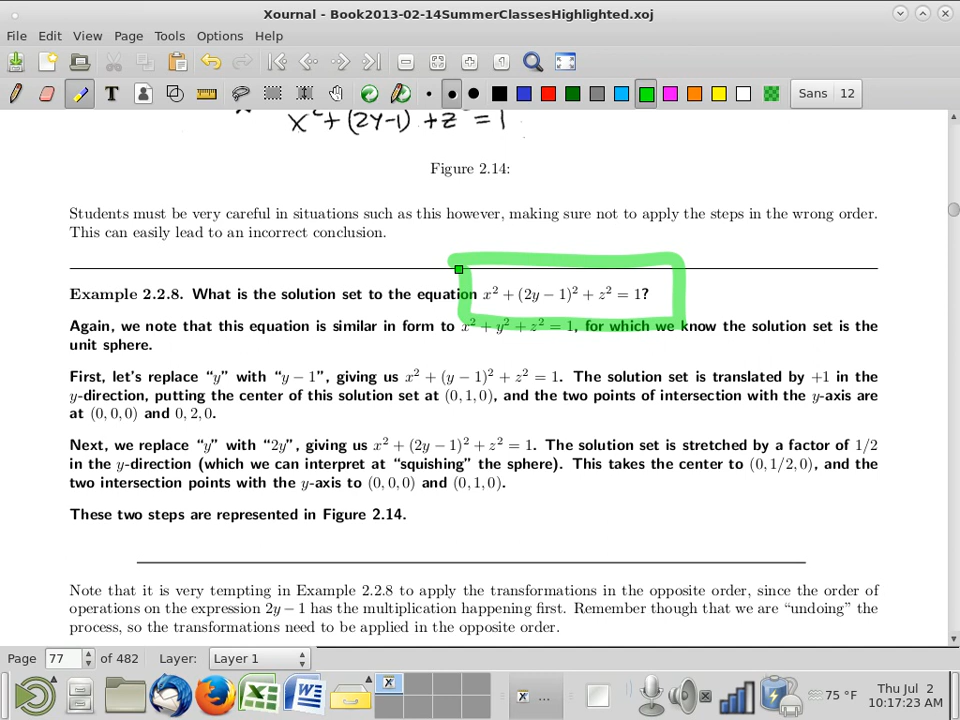 Xournal - Book2013-02-14SummerClassesHighlighted.xoj
File Edit View Page Tools Options Help
Sans 12
x² + (2y-1) + z² = 1
Figure 2.14:
Students must be very careful in situations such as this however, making sure not to apply the steps in the wrong order.
This can easily lead to an incorrect conclusion.
Example 2.2.8. What is the solution set to the equation x² + (2y − 1)² + z² = 1?
Again, we note that this equation is similar in form to x² + y² + z² = 1, for which we know the solution set is the
unit sphere.
First, let's replace “y” with “y − 1”, giving us x² + (y − 1)² + z² = 1. The solution set is translated by +1 in the
y-direction, putting the center of this solution set at (0, 1, 0), and the two points of intersection with the y-axis are
at (0, 0, 0) and 0, 2, 0.
Next, we replace “y” with “2y”, giving us x² + (2y − 1)² + z² = 1. The solution set is stretched by a factor of 1/2
in the y-direction (which we can interpret at “squishing” the sphere). This takes the center to (0, 1/2, 0), and the
two intersection points with the y-axis to (0, 0, 0) and (0, 1, 0).
These two steps are represented in Figure 2.14.
Note that it is very tempting in Example 2.2.8 to apply the transformations in the opposite order, since the order of
operations on the expression 2y − 1 has the multiplication happening first. Remember though that we are “undoing” the
process, so the transformations need to be applied in the opposite order.
Page 77 of 482 Layer: Layer 1
... 75 °F Thu Jul 2
10:17:23 AM